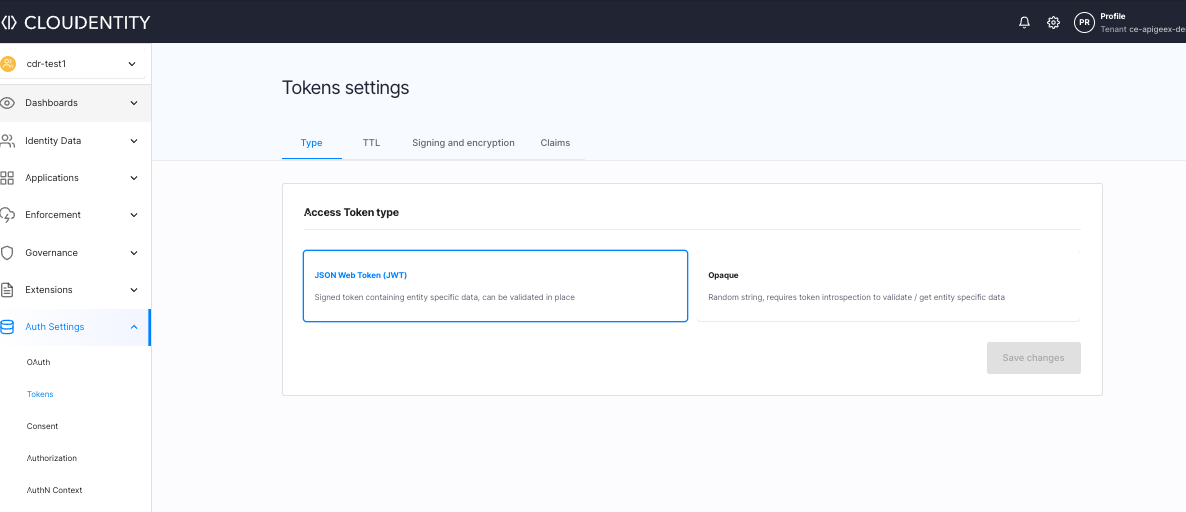 CLOUDENTITY
PR
Profile
Tenant ce-apigeex-de
cdr-test1
Dashboards
Identity Data
Applications
Enforcement
Governance
Extensions
Auth Settings
OAuth
Tokens
Consent
Authorization
AuthN Context
Tokens settings
Type TTL Signing and encryption Claims
Access Token type
JSON Web Token (JWT)
Signed token containing entity specific data, can be validated in place
Opaque
Random string, requires token introspection to validate / get entity specific data
Save changes